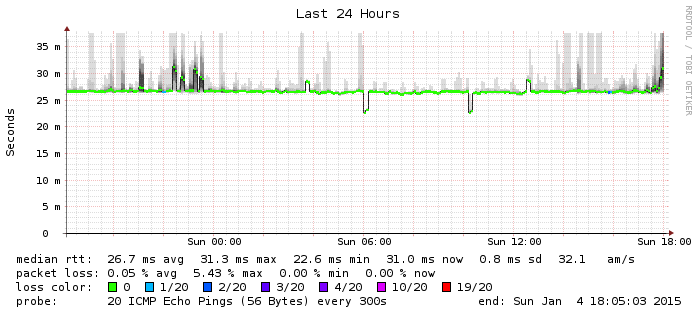 Last 24 Hours
RRDTOOL / TOBI OETIKER
Seconds
35 m
30 m
25 m
20 m
15 m
10 m
5 m
0
Sun 00:00 Sun 06:00 Sun 12:00 Sun 18:00
median rtt: 26.7 ms avg 31.3 ms max 22.6 ms min 31.0 ms now 0.8 ms sd 32.1 am/s
packet loss: 0.05 % avg 5.43 % max 0.00 % min 0.00 % now
loss color: 0 1/20 2/20 3/20 4/20 10/20 19/20
probe: 20 ICMP Echo Pings (56 Bytes) every 300s end: Sun Jan 4 18:05:03 2015